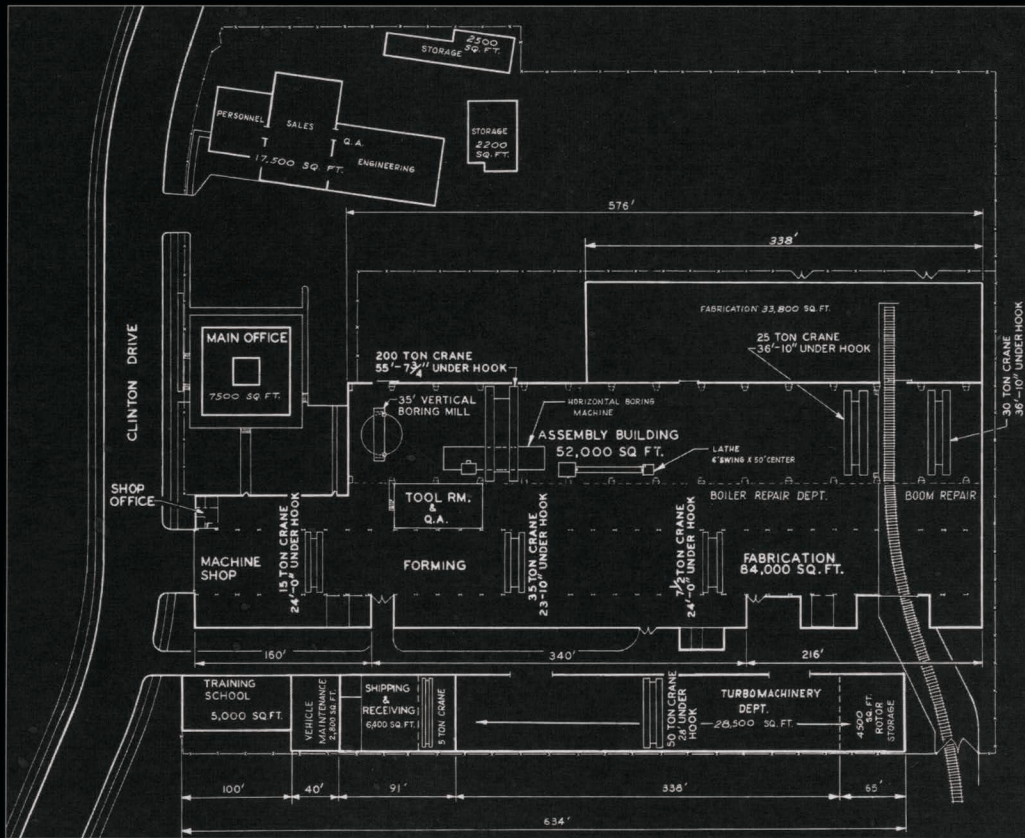 2500
SQ. FT.
STORAGE
PERSONNEL
SALES
Q.A.
17,500 SQ. FT.
ENGINEERING
STORAGE
2200
SQ. FT.
576'
338'
FABRICATION 33,800 SQ. FT.
CLINTON DRIVE
MAIN OFFICE
7500 SQ. FT.
200 TON CRANE
55'-7 3/4" UNDER HOOK
25 TON CRANE
36'-10" UNDER HOOK
30 TON CRANE
36'-10" UNDER HOOK
35' VERTICAL
BORING MILL
HORIZONTAL BORING
MACHINE
ASSEMBLY BUILDING
52,000 SQ FT.
LATHE
6' SWING X 50' CENTER
SHOP
OFFICE
TOOL RM.
&
Q.A.
BOILER REPAIR DEPT.
BOOM REPAIR
MACHINE
SHOP
15 TON CRANE
24'-0" UNDER HOOK
FORMING
35 TON CRANE
23-10" UNDER HOOK
7 1/2 TON CRANE
24'-0" UNDER HOOK
FABRICATION
84,000 SQ. FT.
160'
340'
216'
TRAINING
SCHOOL
5,000 SQ.FT.
VEHICLE
MAINTENANCE
2,800 SQ. FT.
SHIPPING
&
RECEIVING
6,400 SQ. FT.
5 TON CRANE
50 TON CRANE
28' UNDER
HOOK
TURBOMACHINERY
DEPT.
28,500 SQ. FT.
4500
SQ. FT.
ROTOR
STORAGE
100'
40'
91'
338'
65'
634'